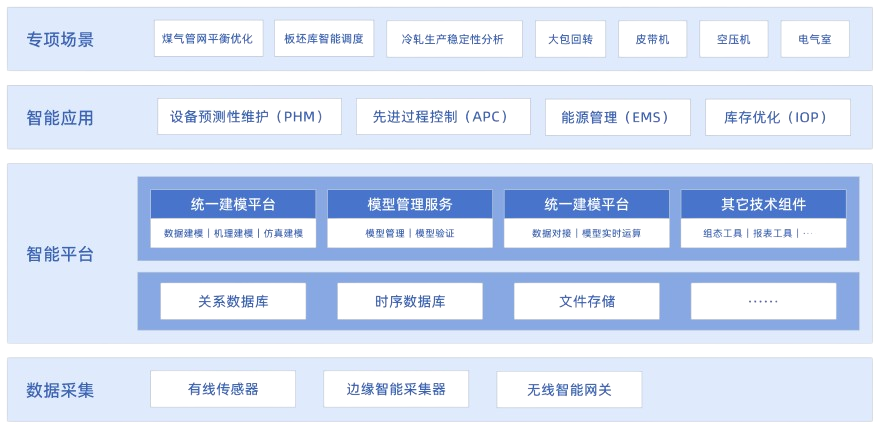 专项场景
煤气管网平衡优化
板坯库智能调度
冷轧生产稳定性分析
大包回转
皮带机
空压机
电气室
智能应用
设备预测性维护（PHM）
先进过程控制（APC）
能源管理（EMS）
库存优化（IOP）
智能平台
统一建模平台
模型管理服务
统一建模平台
其它技术组件
数据建模｜机理建模｜仿真建模
模型管理｜模型验证
数据对接｜模型实时运算
组态工具｜报表工具｜···
关系数据库
时序数据库
文件存储
······
数据采集
有线传感器
边缘智能采集器
无线智能网关